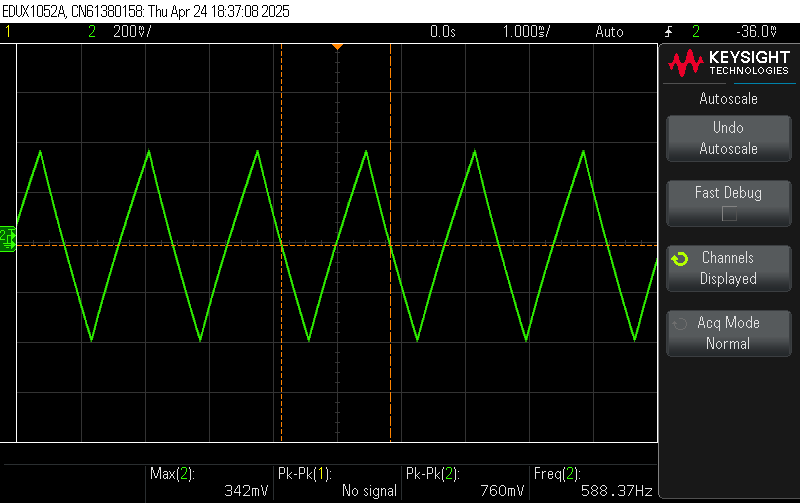 EDUX1052A, CN61380158: Thu Apr 24 18:37:08 2025
1 2 200mV/ 0.0s 1.000ms/ Auto 2 -36.0mV
KEYSIGHT
TECHNOLOGIES
Autoscale
Undo
Autoscale
Fast Debug
Channels
Displayed
Acq Mode
Normal
2
Max(2): Pk-Pk(1): Pk-Pk(2): Freq(2):
342mV No signal 760mV 588.37Hz